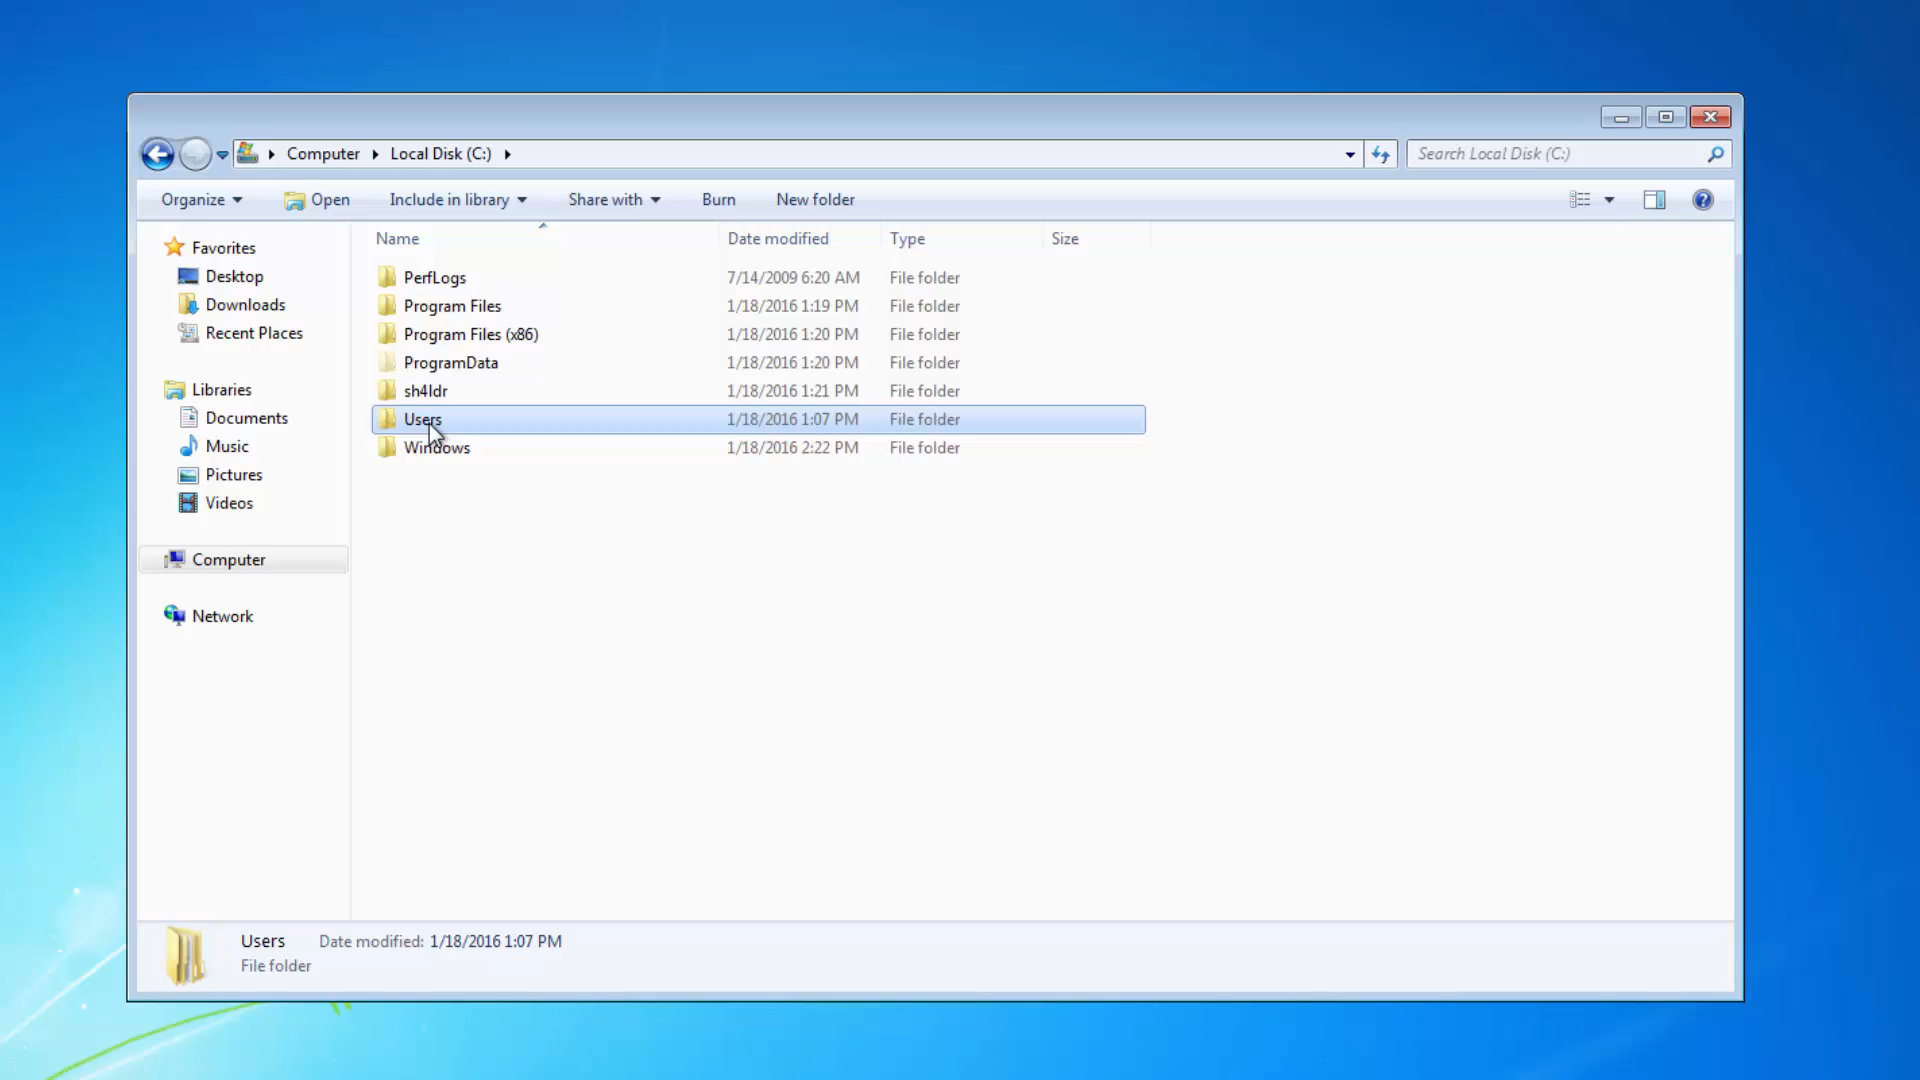 Computer Local Disk (C:) Search Local Disk (C:)
Organize Open Include in library Share with Burn New folder
Favorites
Desktop
Downloads
Recent Places
Libraries
Documents
Music
Pictures
Videos
Computer
Network
Name Date modified Type Size
PerfLogs 7/14/2009 6:20 AM File folder
Program Files 1/18/2016 1:19 PM File folder
Program Files (x86) 1/18/2016 1:20 PM File folder
ProgramData 1/18/2016 1:20 PM File folder
sh4ldr 1/18/2016 1:21 PM File folder
Users 1/18/2016 1:07 PM File folder
Windows 1/18/2016 2:22 PM File folder
Users Date modified: 1/18/2016 1:07 PM
File folder